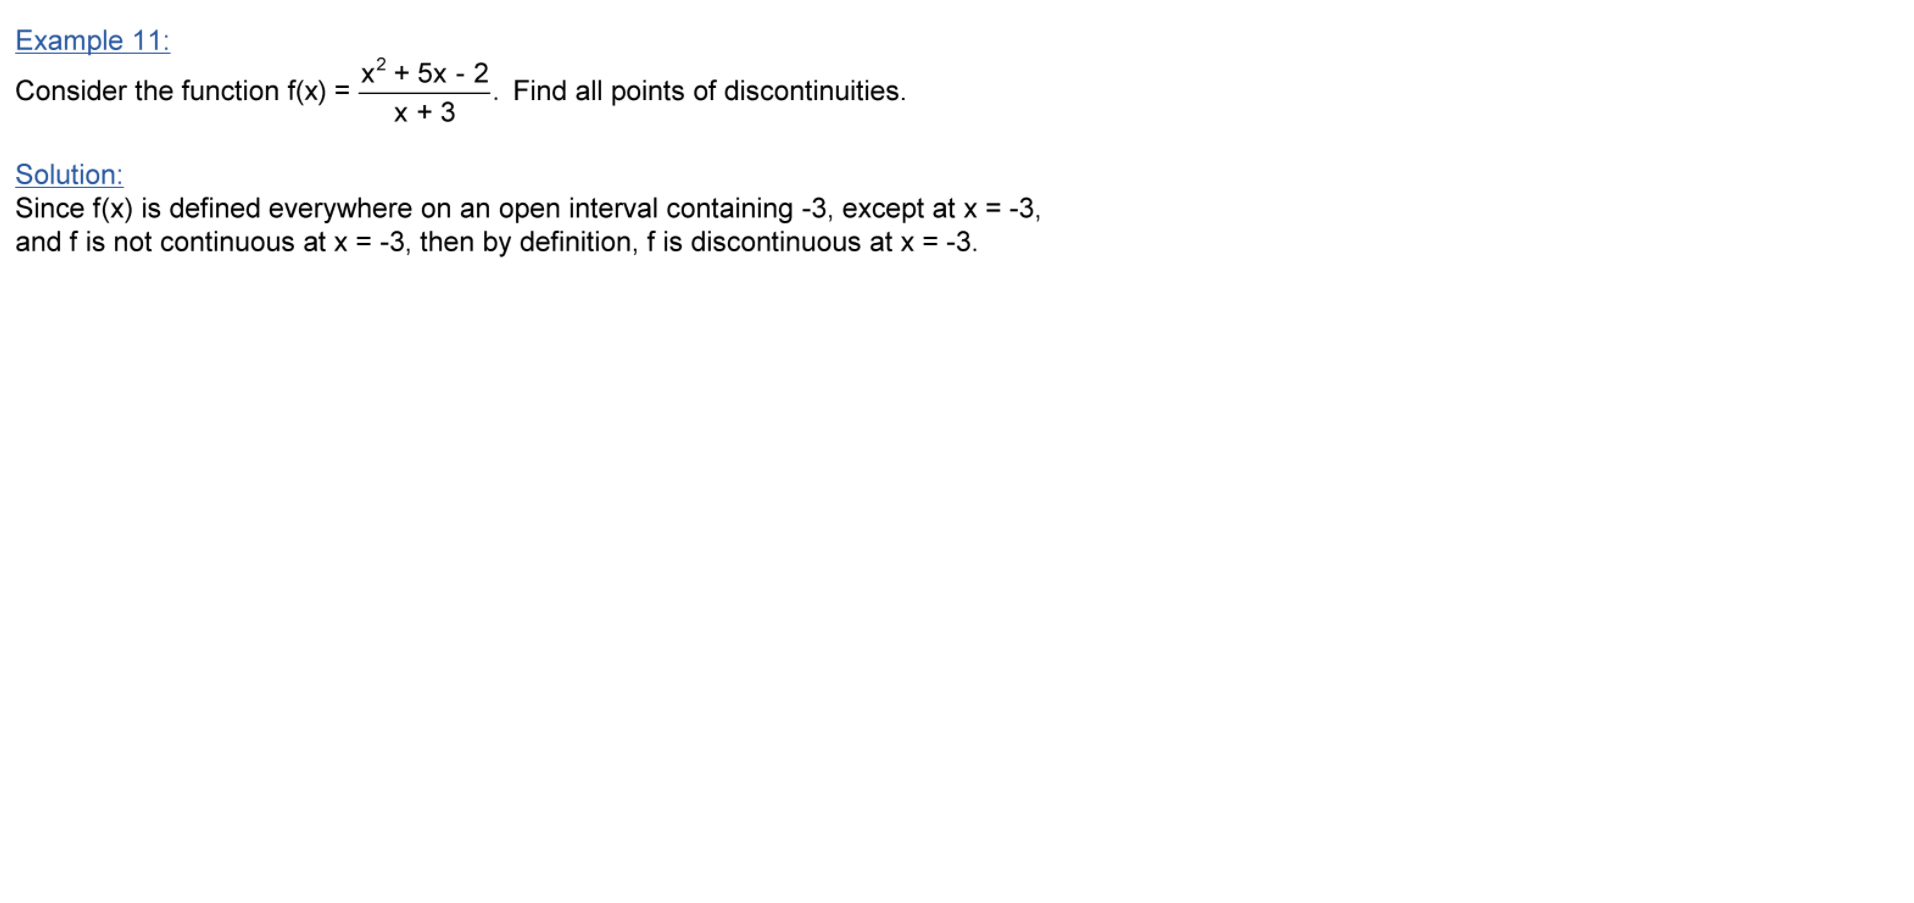 Example 11:
Consider the function f(x) = \frac{x^2 + 5x - 2}{x + 3}. Find all points of discontinuities.
Solution:
Since f(x) is defined everywhere on an open interval containing -3, except at x = -3,
and f is not continuous at x = -3, then by definition, f is discontinuous at x = -3.